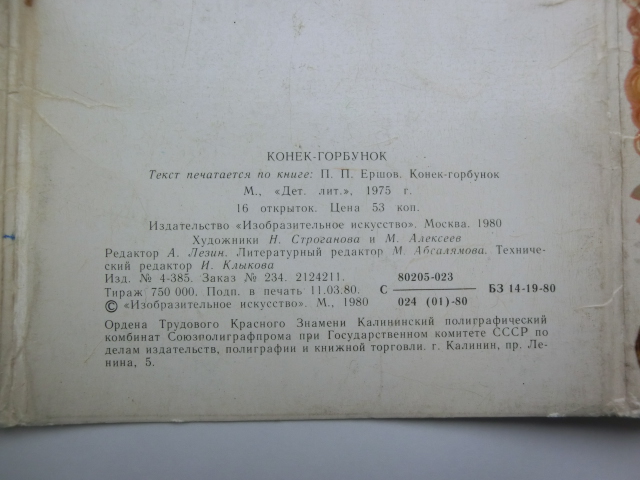 КОНЕК-ГОРБУНОК
Текст печатается по книге: П. П. Ершов. Конек-горбунок
М., «Дет. лит.», 1975 г.
16 открыток. Цена 53 коп.
Издательство «Изобразительное искусство». Москва. 1980
Художники Н. Строганова и М. Алексеев
Редактор А. Лезин. Литературный редактор М. Абсалямова. Техничес-
ский редактор И. Клыкова
Изд. № 4-385. Заказ № 234. 2124211.
Тираж 750 000. Подп. в печать 11.03.80.
© «Изобразительное искусство». М., 1980
С 80205-023 БЗ 14-19-80
024 (01)-80
Ордена Трудового Красного Знамени Калининский полиграфический
комбинат Союзполиграфпрома при Государственном комитете СССР по
делам издательств, полиграфии и книжной торговли. г. Калинин, пр. Ле-
нина, 5.